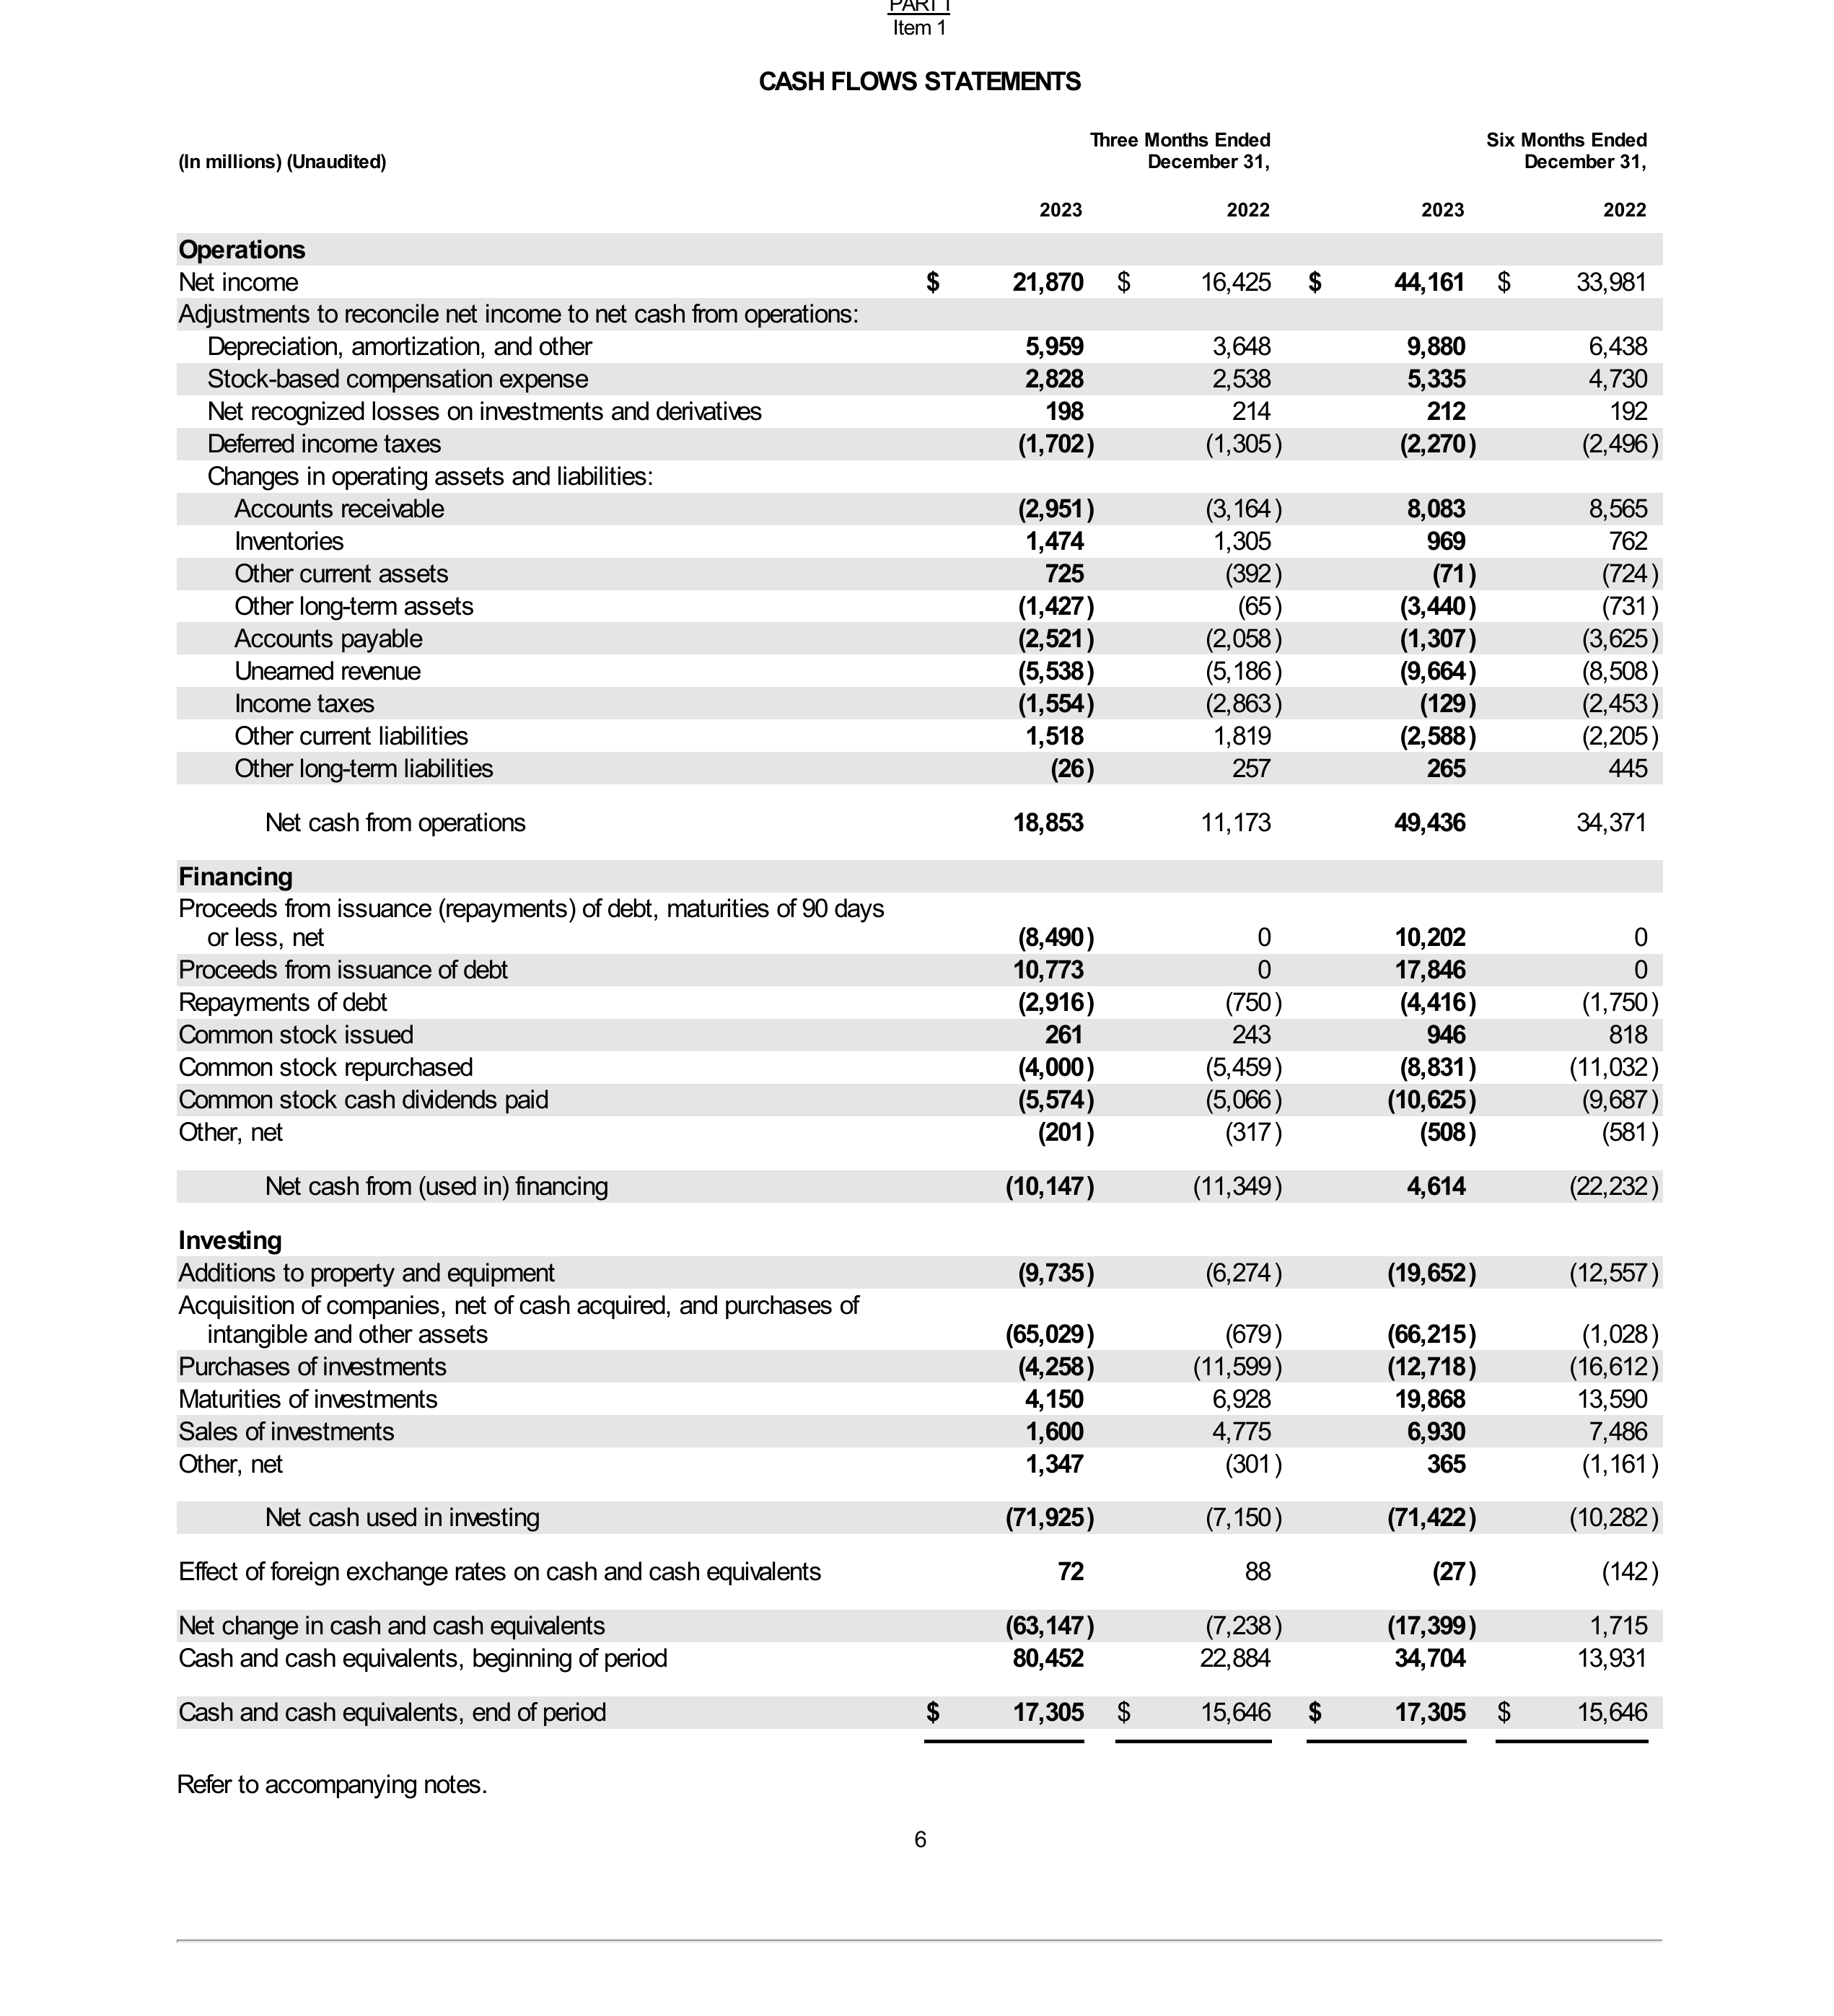 PART I
Item 1
CASH FLOWS STATEMENTS
(In millions) (Unaudited) Three Months Ended December 31, Six Months Ended December 31,
2023 2022 2023 2022
Operations
Net income $ 21,870 $ 16,425 $ 44,161 $ 33,981
Adjustments to reconcile net income to net cash from operations:
Depreciation, amortization, and other 5,959 3,648 9,880 6,438
Stock-based compensation expense 2,828 2,538 5,335 4,730
Net recognized losses on investments and derivatives 198 214 212 192
Deferred income taxes (1,702) (1,305) (2,270) (2,496)
Changes in operating assets and liabilities:
Accounts receivable (2,951) (3,164) 8,083 8,565
Inventories 1,474 1,305 969 762
Other current assets 725 (392) (71) (724)
Other long-term assets (1,427) (65) (3,440) (731)
Accounts payable (2,521) (2,058) (1,307) (3,625)
Unearned revenue (5,538) (5,186) (9,664) (8,508)
Income taxes (1,554) (2,863) (129) (2,453)
Other current liabilities 1,518 1,819 (2,588) (2,205)
Other long-term liabilities (26) 257 265 445
Net cash from operations 18,853 11,173 49,436 34,371
Financing
Proceeds from issuance (repayments) of debt, maturities of 90 days
or less, net (8,490) 0 10,202 0
Proceeds from issuance of debt 10,773 0 17,846 0
Repayments of debt (2,916) (750) (4,416) (1,750)
Common stock issued 261 243 946 818
Common stock repurchased (4,000) (5,459) (8,831) (11,032)
Common stock cash dividends paid (5,574) (5,066) (10,625) (9,687)
Other, net (201) (317) (508) (581)
Net cash from (used in) financing (10,147) (11,349) 4,614 (22,232)
Investing
Additions to property and equipment (9,735) (6,274) (19,652) (12,557)
Acquisition of companies, net of cash acquired, and purchases of
intangible and other assets (65,029) (679) (66,215) (1,028)
Purchases of investments (4,258) (11,599) (12,718) (16,612)
Maturities of investments 4,150 6,928 19,868 13,590
Sales of investments 1,600 4,775 6,930 7,486
Other, net 1,347 (301) 365 (1,161)
Net cash used in investing (71,925) (7,150) (71,422) (10,282)
Effect of foreign exchange rates on cash and cash equivalents 72 88 (27) (142)
Net change in cash and cash equivalents (63,147) (7,238) (17,399) 1,715
Cash and cash equivalents, beginning of period 80,452 22,884 34,704 13,931
Cash and cash equivalents, end of period $ 17,305 $ 15,646 $ 17,305 $ 15,646
Refer to accompanying notes.
6